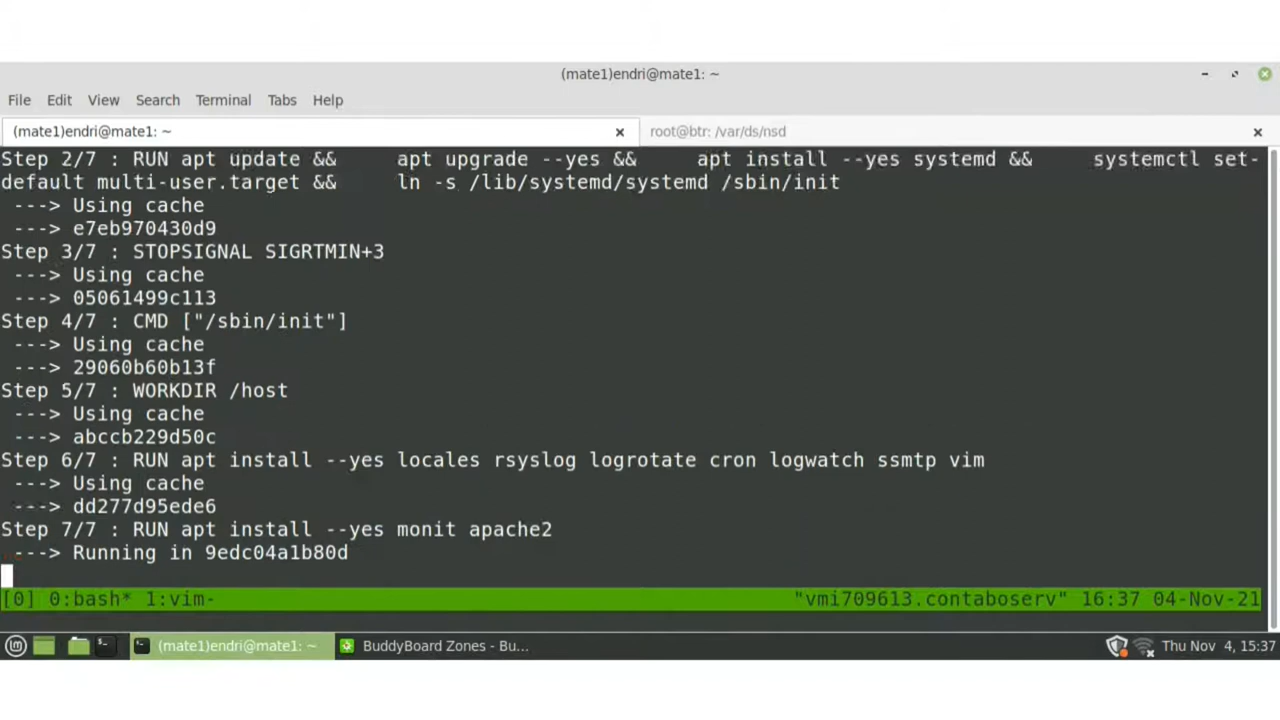 (mate1)endri@mate1: ~
File Edit View Search Terminal Tabs Help
(mate1)endri@mate1: ~ × root@btr: /var/ds/nsd ×
Step 2/7 : RUN apt update &&     apt upgrade --yes &&     apt install --yes systemd &&     systemctl set-
default multi-user.target &&     ln -s /lib/systemd/systemd /sbin/init
 ---> Using cache
 ---> e7eb970430d9
Step 3/7 : STOPSIGNAL SIGRTMIN+3
 ---> Using cache
 ---> 05061499c113
Step 4/7 : CMD ["/sbin/init"]
 ---> Using cache
 ---> 29060b60b13f
Step 5/7 : WORKDIR /host
 ---> Using cache
 ---> abccb229d50c
Step 6/7 : RUN apt install --yes locales rsyslog logrotate cron logwatch ssmtp vim
 ---> Using cache
 ---> dd277d95ede6
Step 7/7 : RUN apt install --yes monit apache2
 ---> Running in 9edc04a1b80d
[0] 0:bash* 1:vim- "vmi709613.contaboserv" 16:37 04-Nov-21
(mate1)endri@mate1: ~ BuddyBoard Zones - Bu... Thu Nov 4, 15:37